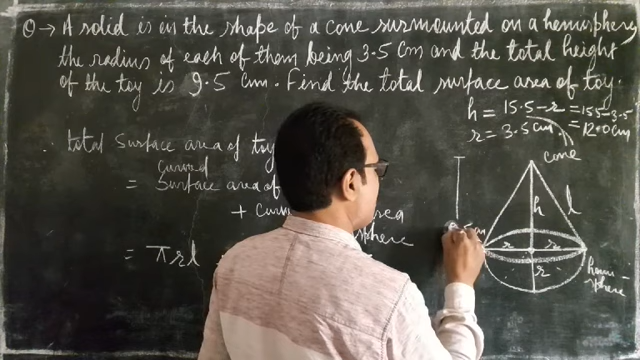 Q → A solid is in the shape of a cone surmounted on a hemisphere,
the radius of each of them being 3.5 cm and the total height
of the toy is 9.5 cm. Find the total surface area of toy.
h = 15.5 - r = 15.5 - 3.5
r = 3.5 cm = 12.0 cm
total surface area of toy
cone
= Curved surface area of
h l
+
r r
r
hemi-
sphere
= πrl